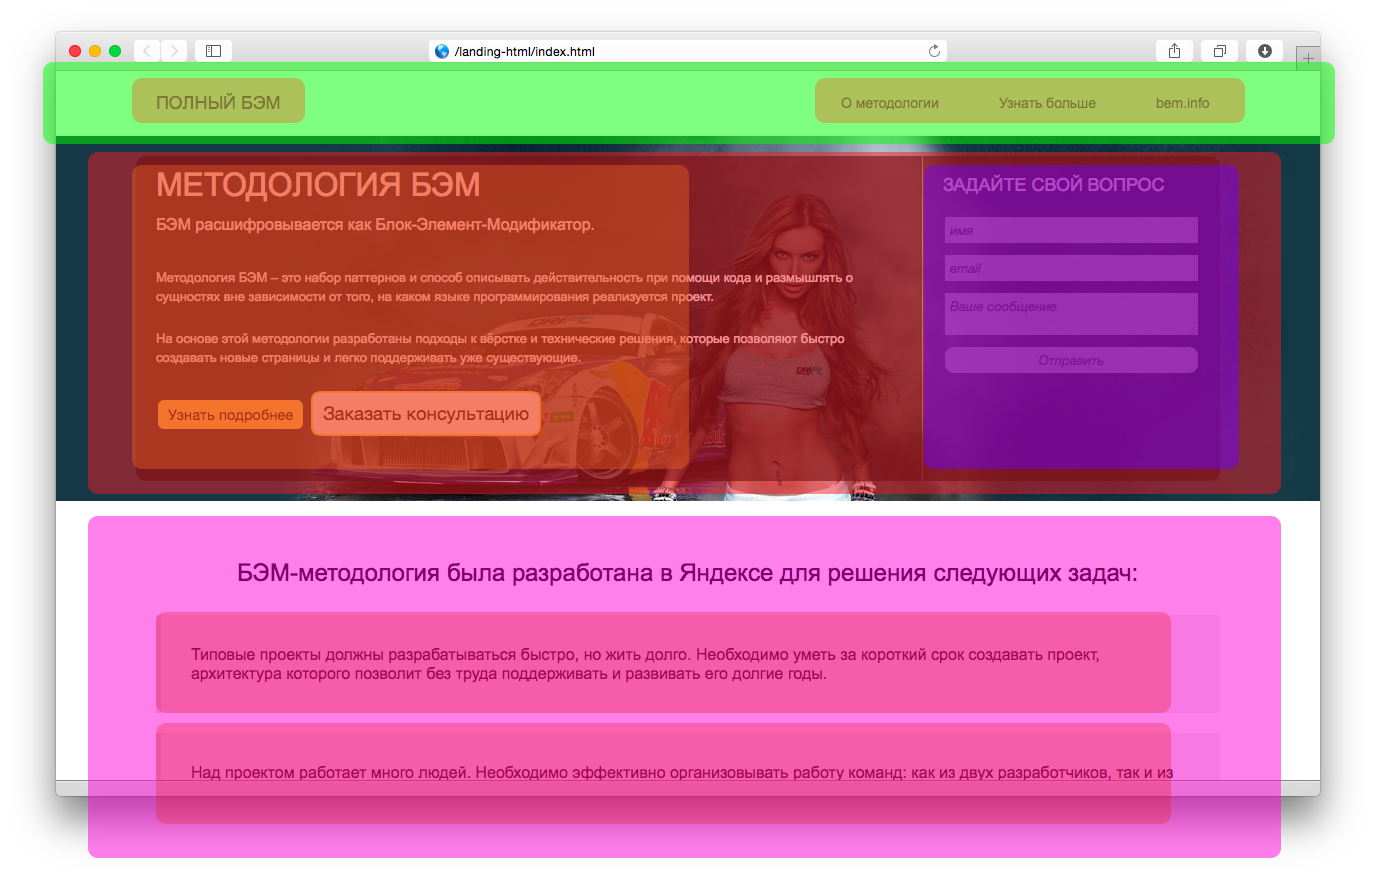 /landing-html/index.html
ПОЛНЫЙ БЭМ
О методологии
Узнать больше
bem.info
МЕТОДОЛОГИЯ БЭМ
БЭМ расшифровывается как Блок-Элемент-Модификатор.
Методология БЭМ – это набор паттернов и способ описывать действительность при помощи кода и размышлять о
сущностях вне зависимости от того, на каком языке программирования реализуется проект.
На основе этой методологии разработаны подходы к вёрстке и технические решения, которые позволяют быстро
создавать новые страницы и легко поддерживать уже существующие.
Узнать подробнее
Заказать консультацию
ЗАДАЙТЕ СВОЙ ВОПРОС
имя
email
Ваше сообщение
Отправить
БЭМ-методология была разработана в Яндексе для решения следующих задач:
Типовые проекты должны разрабатываться быстро, но жить долго. Необходимо уметь за короткий срок создавать проект,
архитектура которого позволит без труда поддерживать и развивать его долгие годы.
Над проектом работает много людей. Необходимо эффективно организовывать работу команд: как из двух разработчиков, так и из